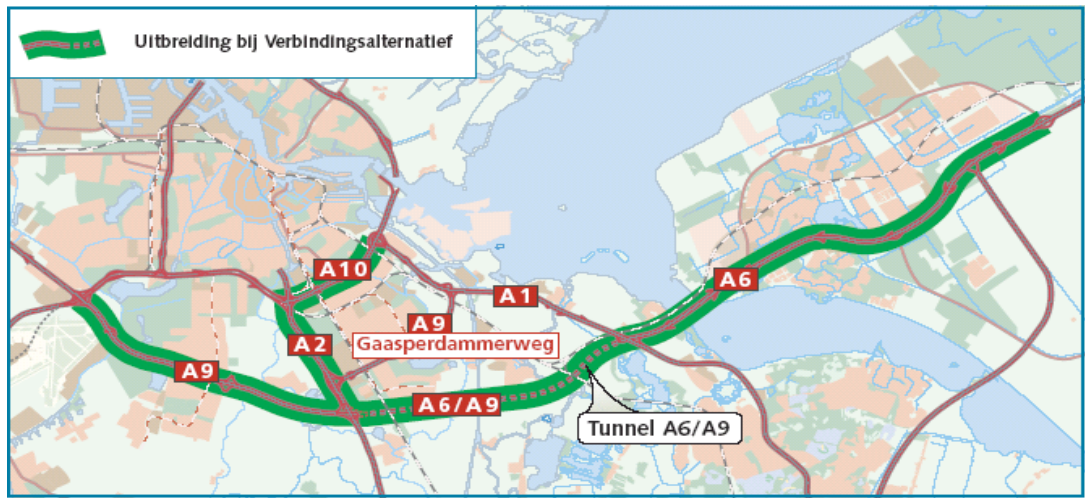 Uitbreiding bij Verbindingsalternatief
A10
A6
A1
A9
A2
Gaasperdammerweg
A9
A6/A9
Tunnel A6/A9